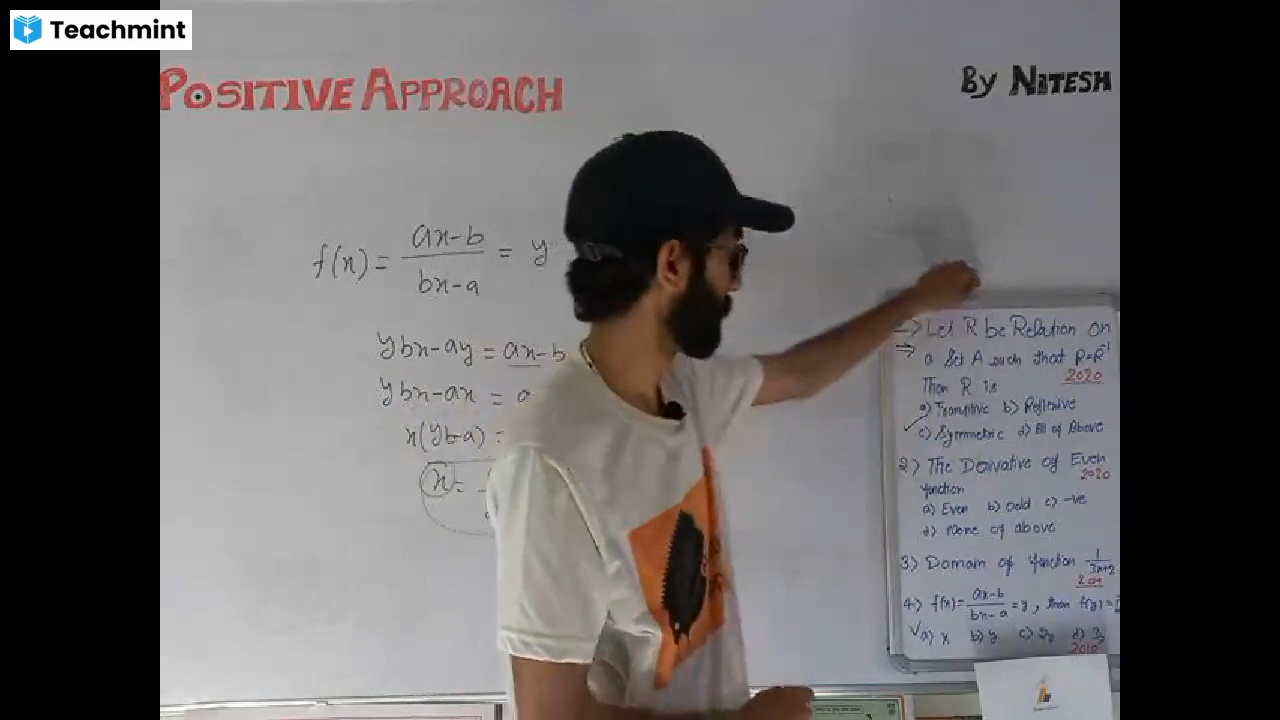 Teachmint
POSITIVE APPROACH
By NITESH
f(x) = ax-b / bx-a = y
ybx-ay = ax-b
ybx-ax = a
x(yb-a) =
x =
Let R be Relation on
a Set A such that R=R⁻¹
2020
Then R is
a) Transitive b) Reflexive
c) Symmetric d) All of Above
2) The Derivative of Even
2020
function
a) Even b) odd c) -ve
d) None of above
3) Domain of function
4) f(x)= ax-b / bx-a = y, then f(y)=
a) x b) y c) 2y d) 3y
2010